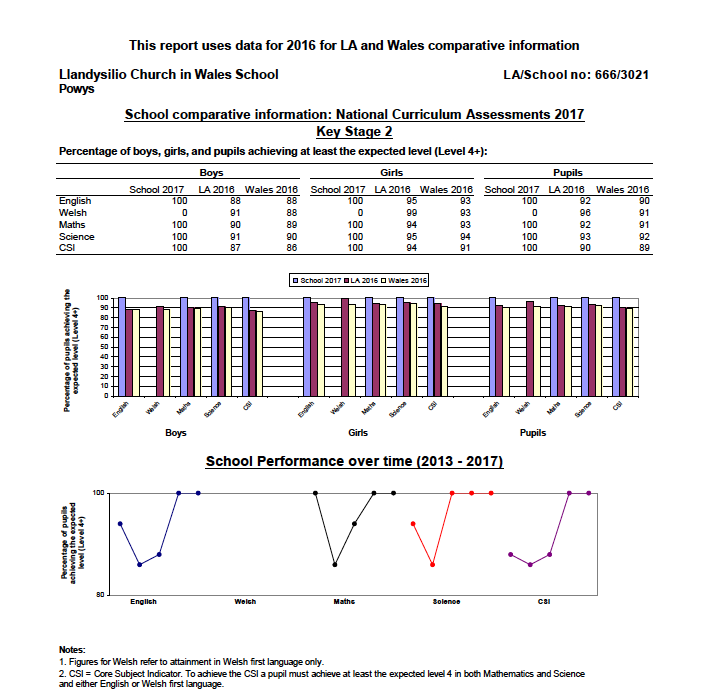 This report uses data for 2016 for LA and Wales comparative information
Llandysilio Church in Wales School LA/School no: 666/3021
Powys
School comparative information: National Curriculum Assessments 2017
Key Stage 2
Percentage of boys, girls, and pupils achieving at least the expected level (Level 4+):
Boys Girls Pupils
School 2017 LA 2016 Wales 2016 School 2017 LA 2016 Wales 2016 School 2017 LA 2016 Wales 2016
English 100 88 88 100 95 93 100 92 90
Welsh 0 91 88 0 99 93 0 96 91
Maths 100 90 89 100 94 93 100 92 91
Science 100 91 90 100 95 94 100 93 92
CSI 100 87 86 100 94 91 100 90 89
School 2017 LA 2016 Wales 2016
Percentage of pupils achieving the
expected level (Level 4+)
100
90
80
70
60
50
40
30
20
10
0
English Welsh Maths Science CSI English Welsh Maths Science CSI English Welsh Maths Science CSI
Boys Girls Pupils
School Performance over time (2013 - 2017)
Percentage of pupils
achieving the expected
level (Level 4+)
100
80
English Welsh Maths Science CSI
Notes:
1. Figures for Welsh refer to attainment in Welsh first language only.
2. CSI = Core Subject Indicator. To achieve the CSI a pupil must achieve at least the expected level 4 in both Mathematics and Science
and either English or Welsh first language.